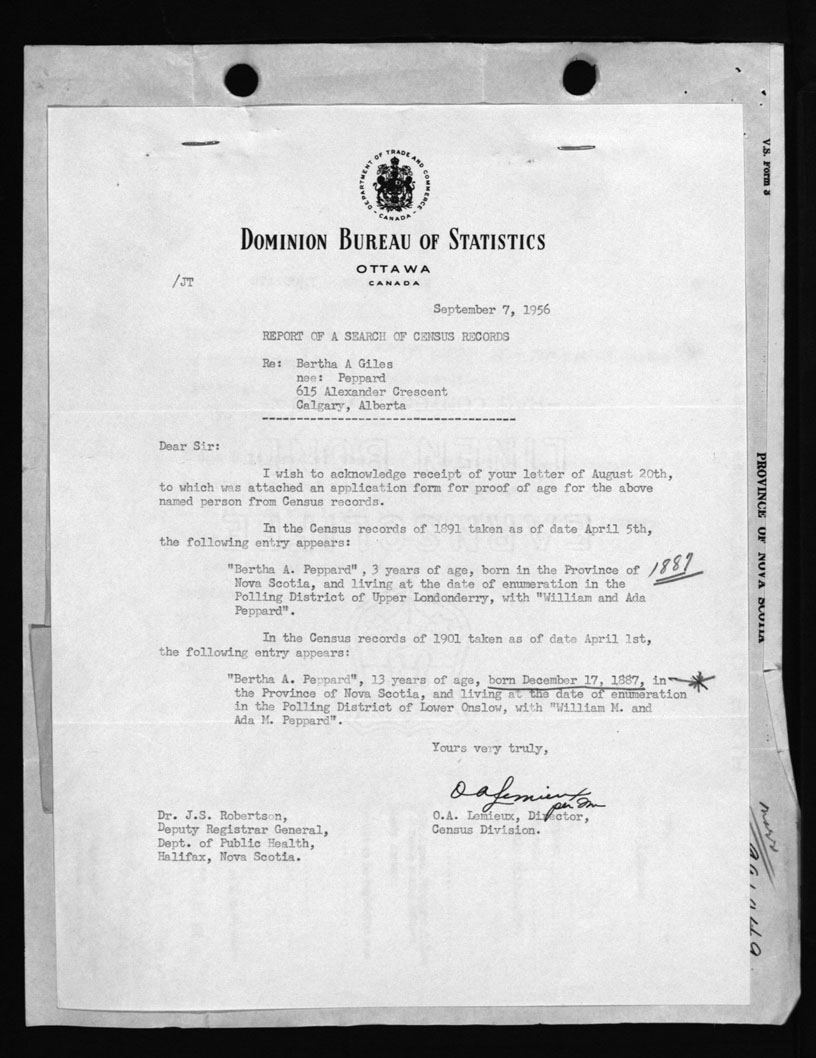 DEPARTMENT OF TRADE AND COMMERCE
- CANADA -
DOMINION BUREAU OF STATISTICS
OTTAWA
CANADA
/JT
September 7, 1956
REPORT OF A SEARCH OF CENSUS RECORDS
Re: Bertha A Giles
nee: Peppard
615 Alexander Crescent
Calgary, Alberta
Dear Sir:
I wish to acknowledge receipt of your letter of August 20th,
to which was attached an application form for proof of age for the above
named person from Census records.
In the Census records of 1891 taken as of date April 5th,
the following entry appears:
"Bertha A. Peppard", 3 years of age, born in the Province of
1887
Nova Scotia, and living at the date of enumeration in the
Polling District of Upper Londonderry, with "William and Ada
Peppard".
In the Census records of 1901 taken as of date April 1st,
the following entry appears:
"Bertha A. Peppard", 13 years of age, born December 17, 1887, in
the Province of Nova Scotia, and living at the date of enumeration
in the Polling District of Lower Onslow, with "William M. and
Ada M. Peppard".
Yours very truly,
O A Lemieux
per
O.A. Lemieux, Director,
Census Division.
Dr. J.S. Robertson,
Deputy Registrar General,
Dept. of Public Health,
Halifax, Nova Scotia.
V.S. Form 3
PROVINCE OF NOVA SCOTIA